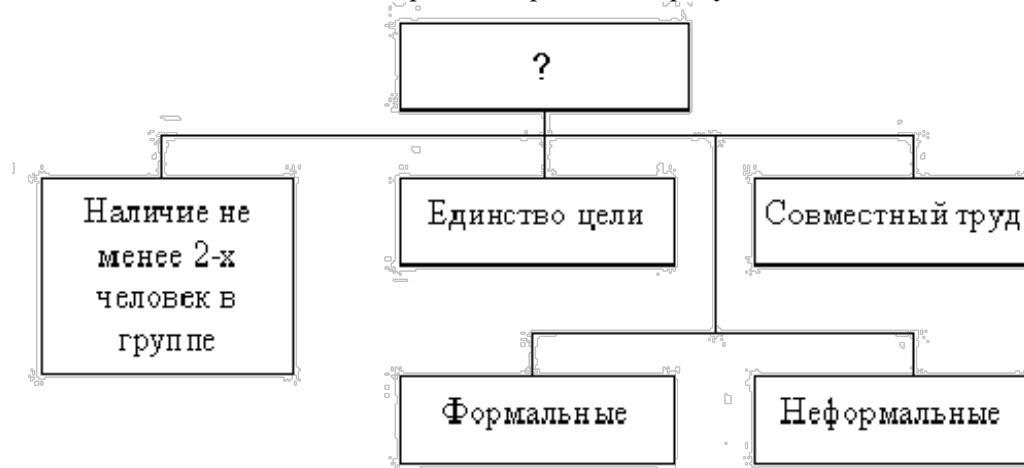 ?
Наличие не
менее 2-х
человек в
группе
Единство цели
Совместный труд
Формальные
Неформальные